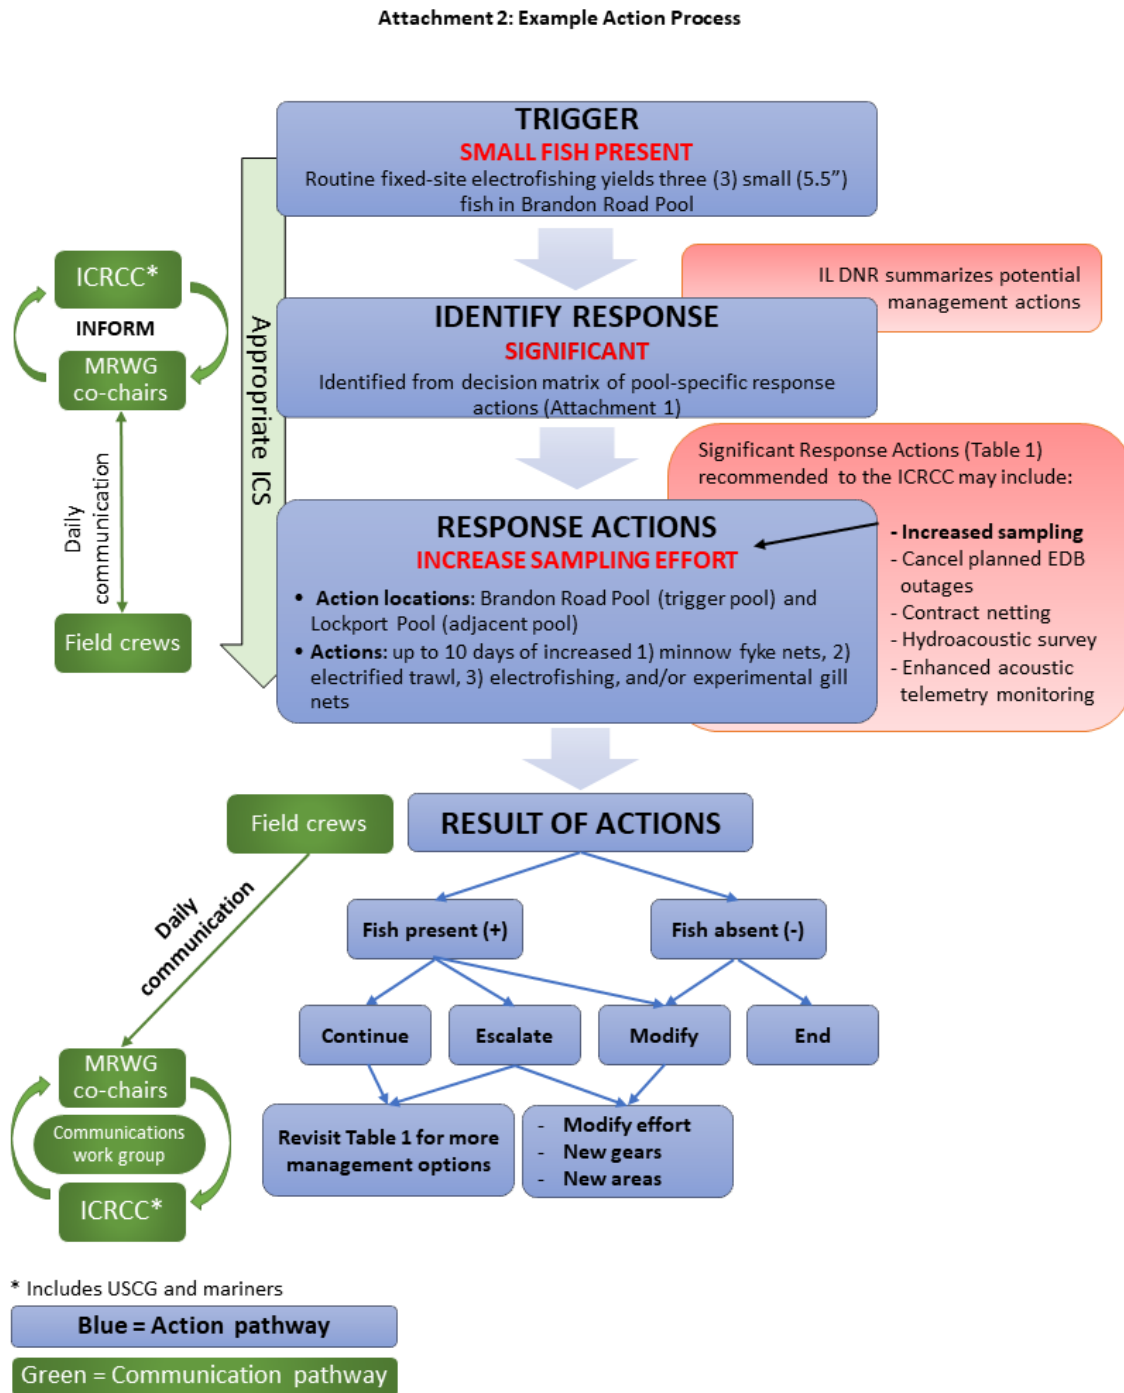 Attachment 2: Example Action Process
TRIGGER
SMALL FISH PRESENT
Routine fixed-site electrofishing yields three (3) small (5.5”)
fish in Brandon Road Pool
ICRCC*
INFORM
MRWG
co-chairs
Daily
communication
Field crews
Appropriate ICS
IL DNR summarizes potential
management actions
IDENTIFY RESPONSE
SIGNIFICANT
Identified from decision matrix of pool-specific response
actions (Attachment 1)
Significant Response Actions (Table 1)
recommended to the ICRCC may include:
- Increased sampling
- Cancel planned EDB
outages
- Contract netting
- Hydroacoustic survey
- Enhanced acoustic
telemetry monitoring
RESPONSE ACTIONS
INCREASE SAMPLING EFFORT
• Action locations: Brandon Road Pool (trigger pool) and
Lockport Pool (adjacent pool)
• Actions: up to 10 days of increased 1) minnow fyke nets, 2)
electrified trawl, 3) electrofishing, and/or experimental gill
nets
Field crews
RESULT OF ACTIONS
Daily
communication
Fish present (+)
Fish absent (-)
Continue
Escalate
Modify
End
MRWG
co-chairs
Communications
work group
ICRCC*
Revisit Table 1 for more
management options
- Modify effort
- New gears
- New areas
* Includes USCG and mariners
Blue = Action pathway
Green = Communication pathway